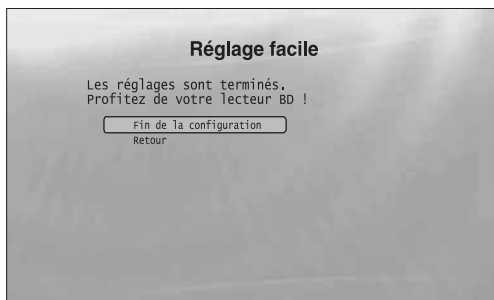 Réglage facile
Les réglages sont terminés.
Profitez de votre lecteur BD !
Fin de la configuration
Retour